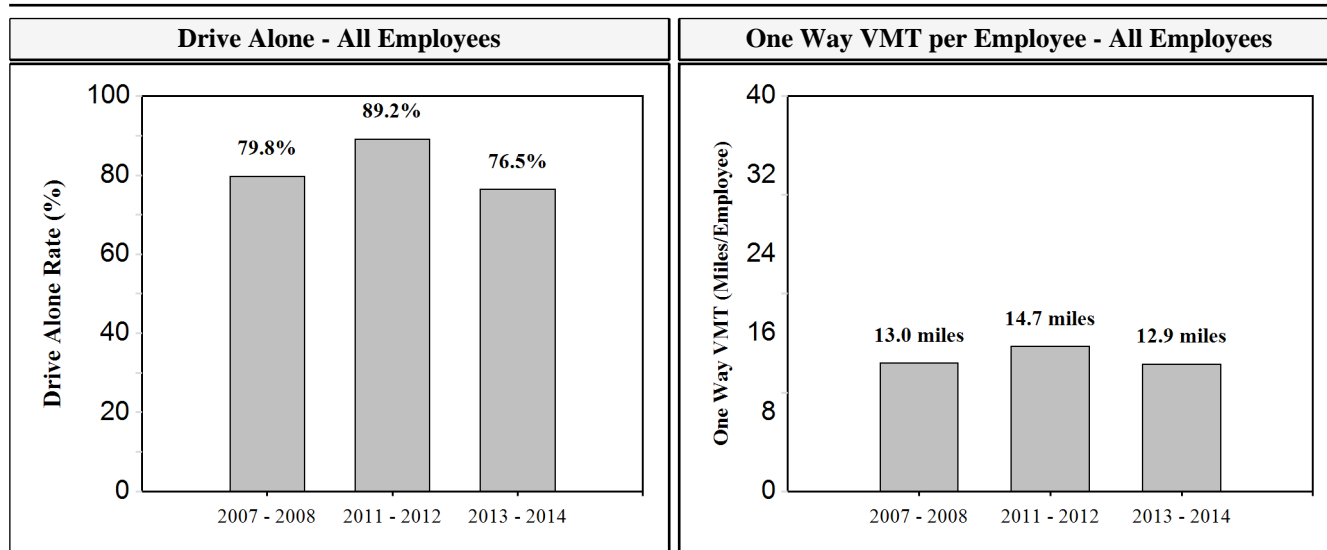 Drive Alone - All Employees
100
80
60
40
20
0
Drive Alone Rate (%)
79.8%
89.2%
76.5%
2007 - 2008
2011 - 2012
2013 - 2014
One Way VMT per Employee - All Employees
40
32
24
16
8
0
One Way VMT (Miles/Employee)
13.0 miles
14.7 miles
12.9 miles
2007 - 2008
2011 - 2012
2013 - 2014